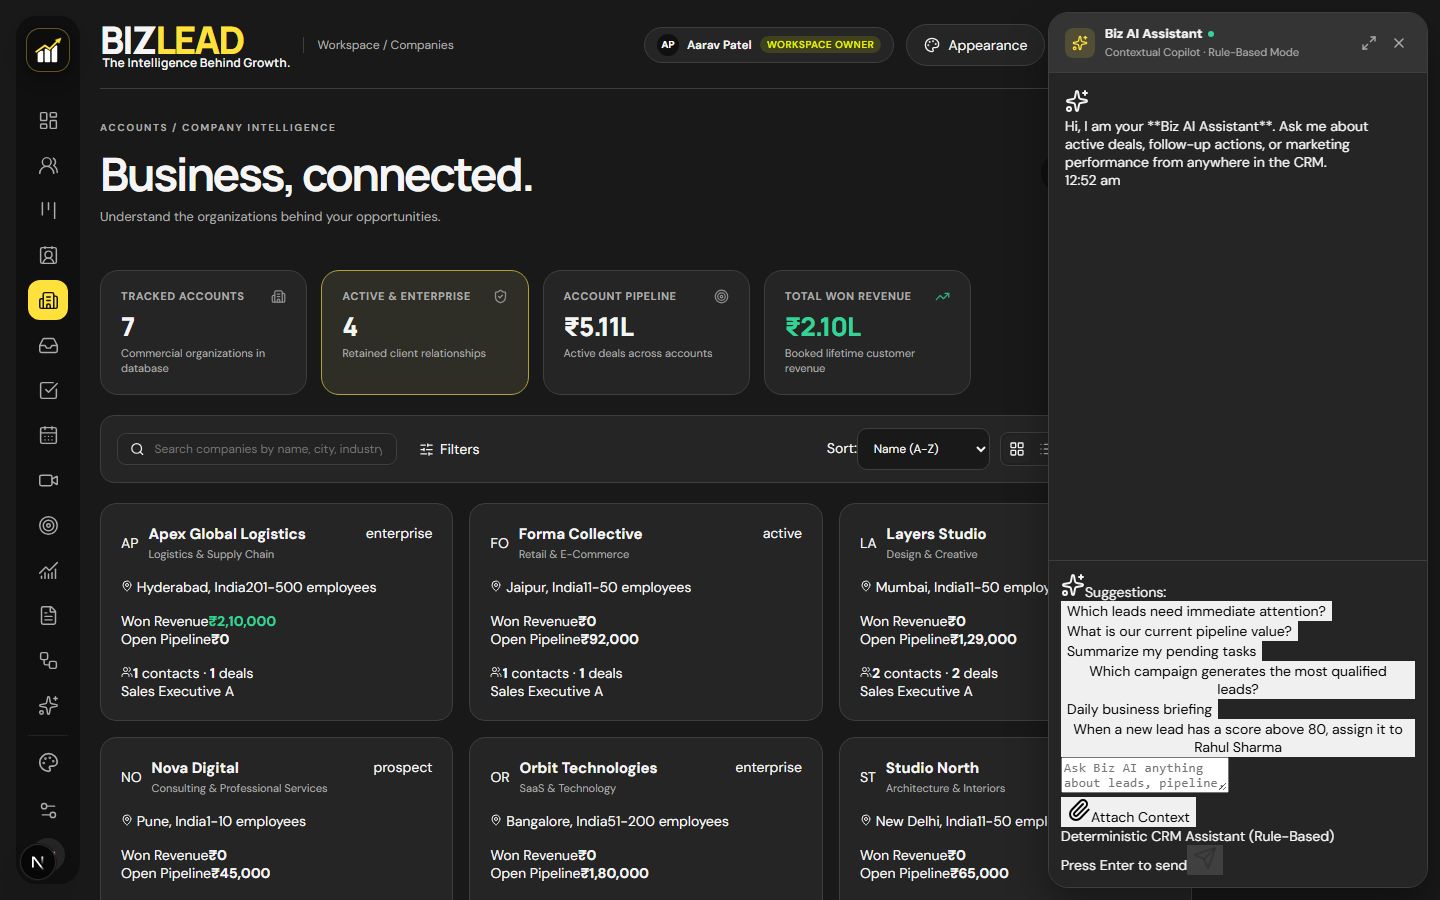 BIZLEAD
The Intelligence Behind Growth.
Workspace / Companies
AP Aarav Patel WORKSPACE OWNER
Appearance
ACCOUNTS / COMPANY INTELLIGENCE
Business, connected.
Understand the organizations behind your opportunities.
TRACKED ACCOUNTS
7
Commercial organizations in
database
ACTIVE & ENTERPRISE
4
Retained client relationships
ACCOUNT PIPELINE
₹5.11L
Active deals across accounts
TOTAL WON REVENUE
₹2.10L
Booked lifetime customer
revenue
Search companies by name, city, industry
Filters
Sort: Name (A-Z)
AP Apex Global Logistics enterprise
Logistics & Supply Chain
Hyderabad, India201-500 employees
Won Revenue₹2,10,000
Open Pipeline₹0
1 contacts · 1 deals
Sales Executive A
FO Forma Collective active
Retail & E-Commerce
Jaipur, India11-50 employees
Won Revenue₹0
Open Pipeline₹92,000
1 contacts · 1 deals
Sales Executive A
LA Layers Studio
Design & Creative
Mumbai, India11-50 employ
Won Revenue₹0
Open Pipeline₹1,29,000
2 contacts · 2 deals
Sales Executive A
NO Nova Digital prospect
Consulting & Professional Services
Pune, India1-10 employees
Won Revenue₹0
Open Pipeline₹45,000
OR Orbit Technologies enterprise
SaaS & Technology
Bangalore, India51-200 employees
Won Revenue₹0
Open Pipeline₹1,80,000
ST Studio North
Architecture & Interiors
New Delhi, India11-50 empl
Won Revenue₹0
Open Pipeline₹65,000
N
Biz AI Assistant
Contextual Copilot · Rule-Based Mode
Hi, I am your **Biz AI Assistant**. Ask me about
active deals, follow-up actions, or marketing
performance from anywhere in the CRM.
12:52 am
Suggestions:
Which leads need immediate attention?
What is our current pipeline value?
Summarize my pending tasks
Which campaign generates the most qualified
leads?
Daily business briefing
When a new lead has a score above 80, assign it to
Rahul Sharma
Ask Biz AI anything
about leads, pipeline,
Attach Context
Deterministic CRM Assistant (Rule-Based)
Press Enter to send